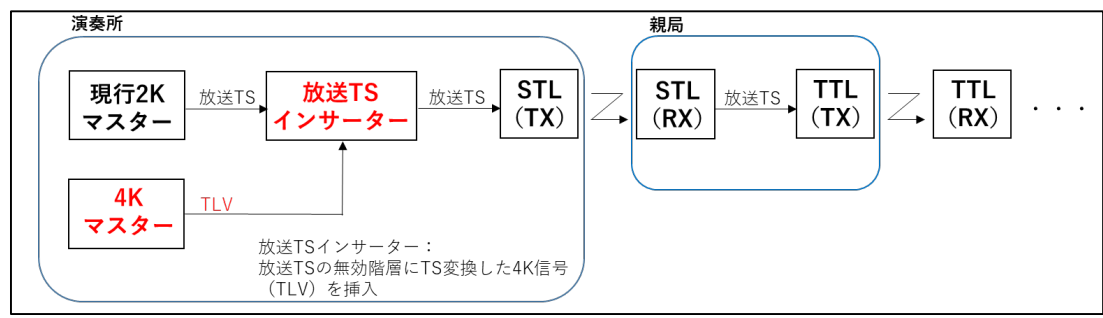 演奏所
親局
現行2K
マスター
放送TS
放送TS
インサーター
放送TS
STL
(TX)
STL
(RX)
放送TS
TTL
(TX)
TTL
(RX)
・・・
4K
マスター
TLV
放送TSインサーター：
放送TSの無効階層にTS変換した4K信号
（TLV）を挿入